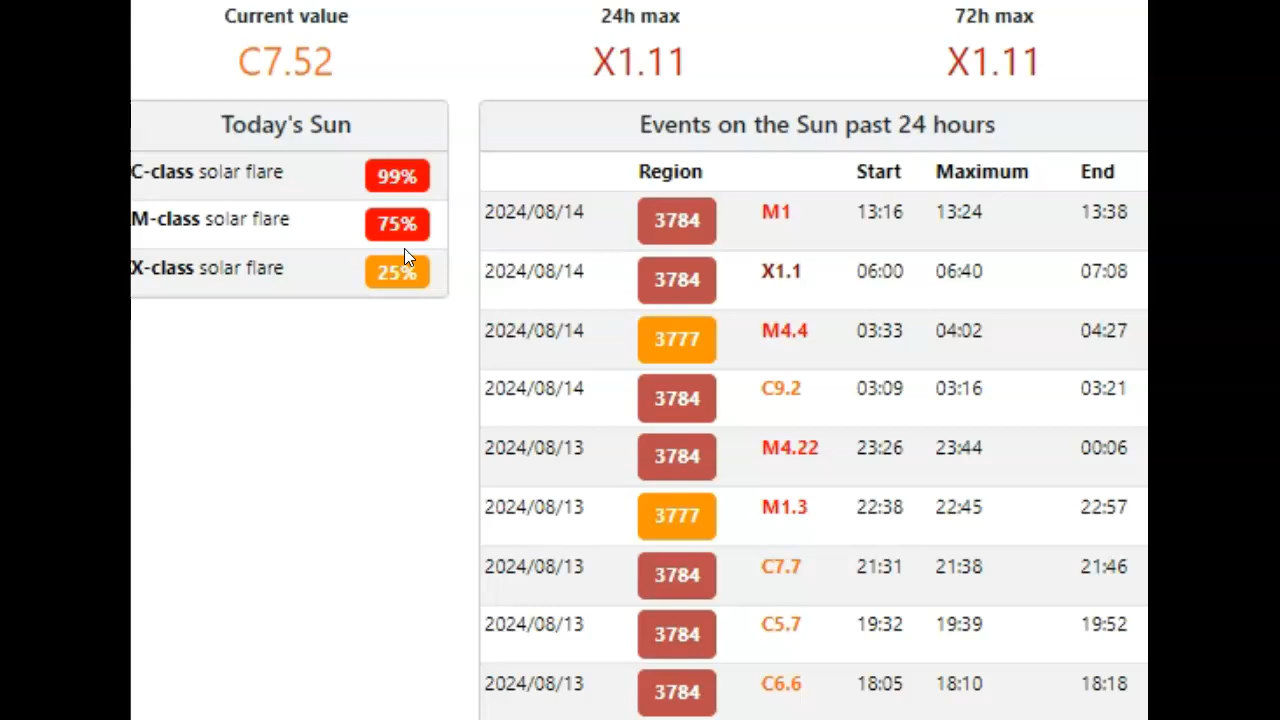 Current value 24h max 72h max
C7.52 X1.11 X1.11
Today's Sun
C-class solar flare 99%
M-class solar flare 75%
X-class solar flare 25%
Events on the Sun past 24 hours
Region Start Maximum End
2024/08/14 3784 M1 13:16 13:24 13:38
2024/08/14 3784 X1.1 06:00 06:40 07:08
2024/08/14 3777 M4.4 03:33 04:02 04:27
2024/08/14 3784 C9.2 03:09 03:16 03:21
2024/08/13 3784 M4.22 23:26 23:44 00:06
2024/08/13 3777 M1.3 22:38 22:45 22:57
2024/08/13 3784 C7.7 21:31 21:38 21:46
2024/08/13 3784 C5.7 19:32 19:39 19:52
2024/08/13 3784 C6.6 18:05 18:10 18:18